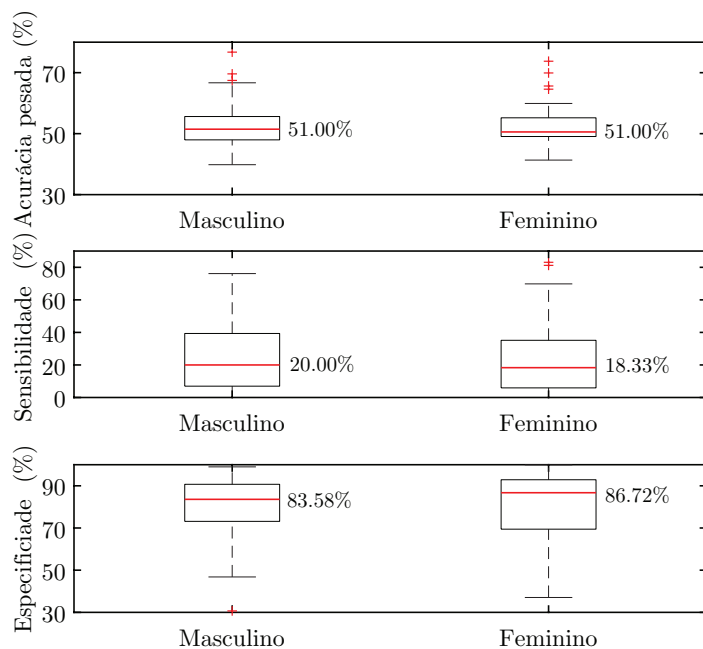 Acurácia pesada (%)
70
50
30
51.00%
51.00%
Masculino
Feminino
Sensibilidade (%)
80
60
40
20
0
20.00%
18.33%
Masculino
Feminino
Especificiade (%)
90
70
50
30
83.58%
86.72%
Masculino
Feminino